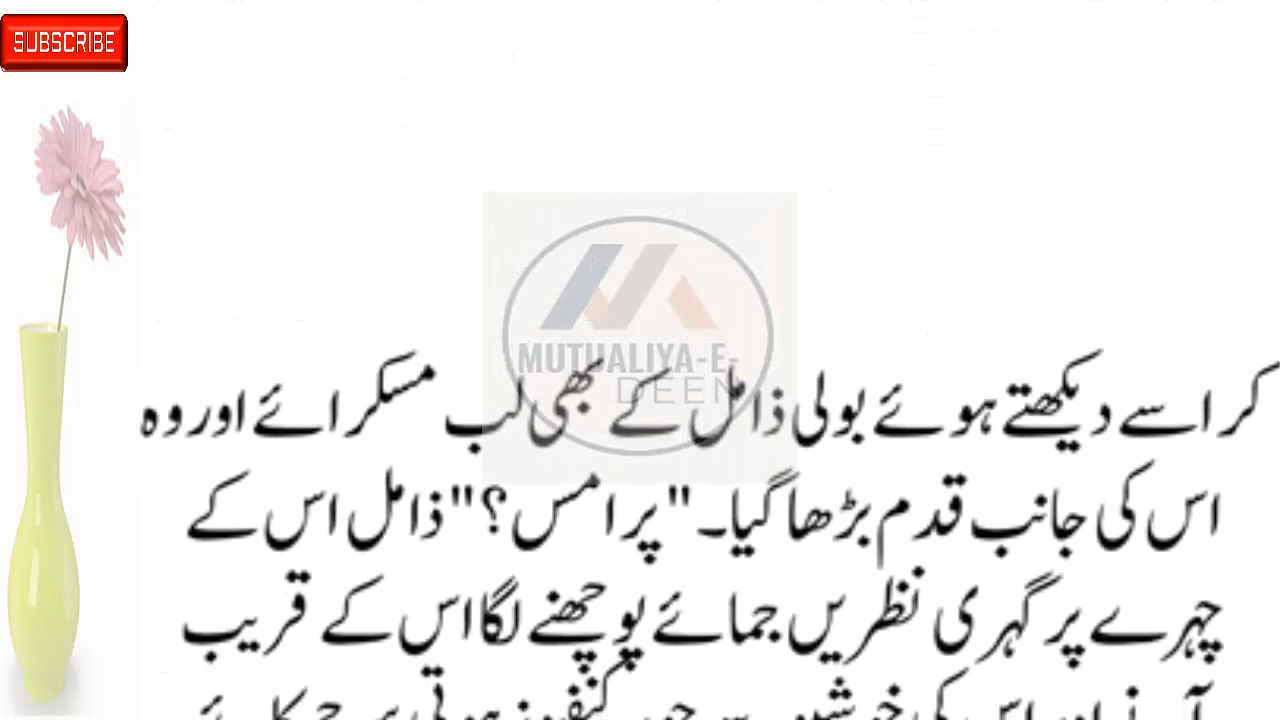 SUBSCRIBE
MUTUALIYA-E-
DEEN
کر اسے دیکھتے ہوئے بولی ذامل کے بھی لب مسکرائے اور وہ
اس کی جانب قدم بڑھا گیا۔ "پرامس؟" ذامل اس کے
چہرے پر گہری نظریں جمائے پوچھنے لگا اس کے قریب